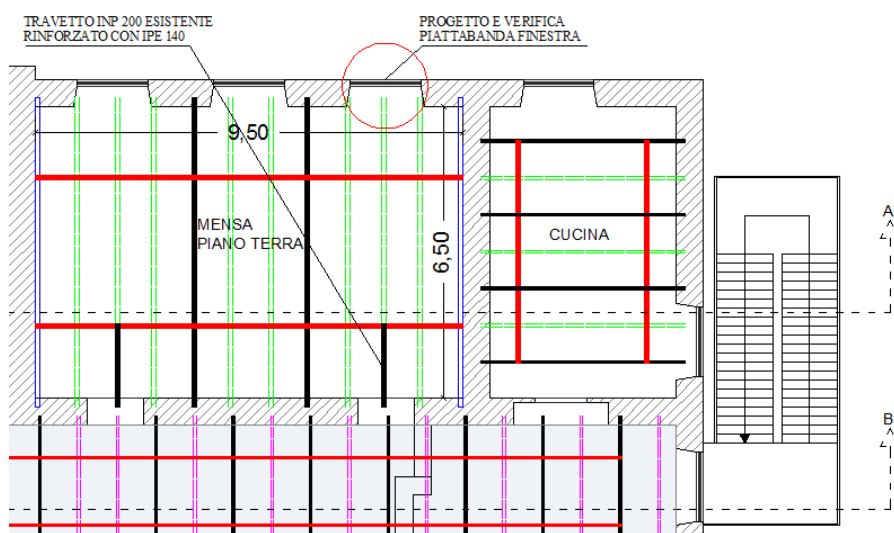 TRAVETTO INP 200 ESISTENTE
RINFORZATO CON IPE 140
PROGETTO E VERIFICA
PIATTABANDA FINESTRA
9,50
MENSA
PIANO TERRA
6,50
CUCINA
A
B